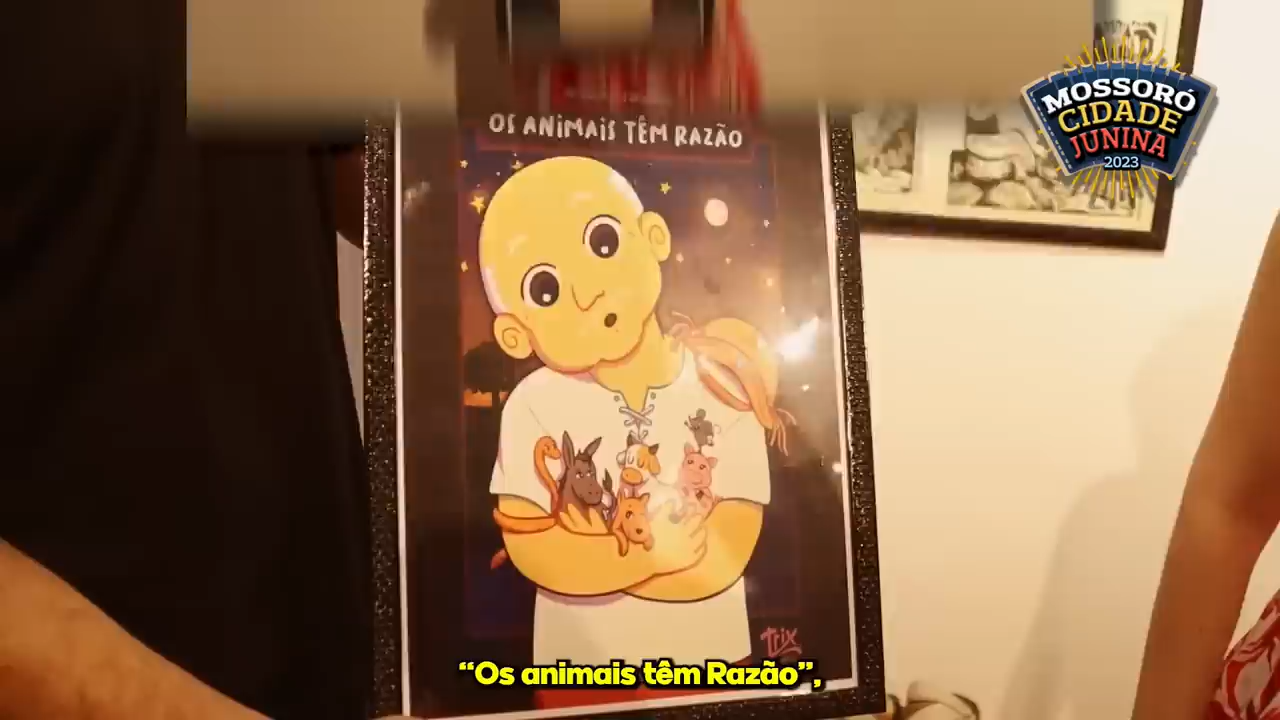 MOSSORÓ
CIDADE
JUNINA
2023
OS ANIMAIS TÊM RAZÃO
trix
“Os animais têm Razão”,